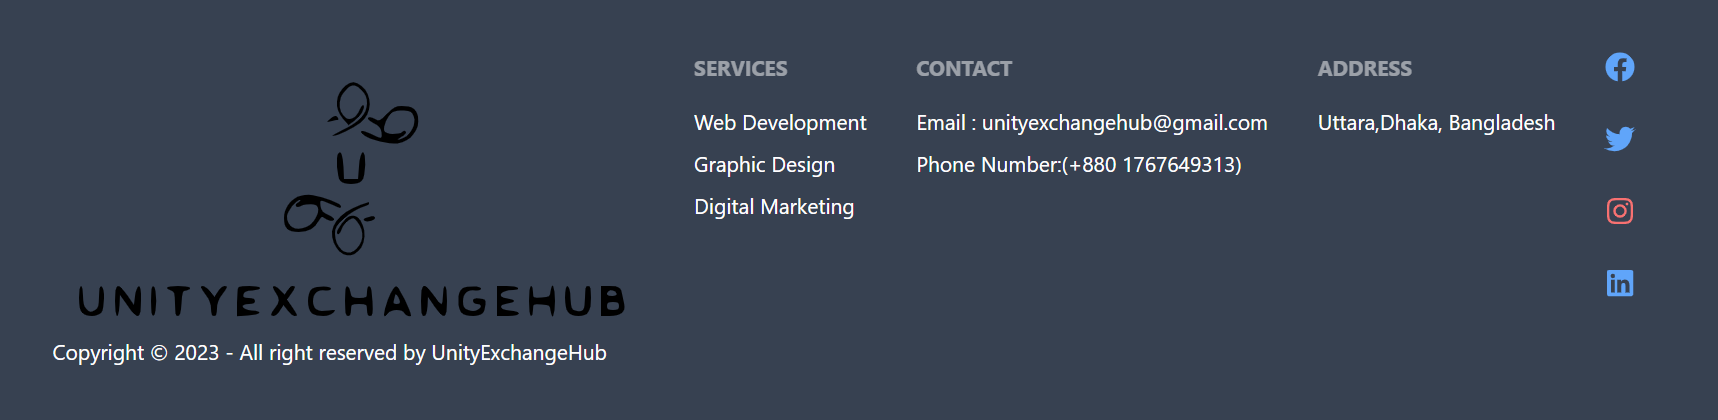 U
UNITYEXCHANGEHUB
Copyright © 2023 - All right reserved by UnityExchangeHub
SERVICES
Web Development
Graphic Design
Digital Marketing
CONTACT
Email : unityexchangehub@gmail.com
Phone Number:(+880 1767649313)
ADDRESS
Uttara,Dhaka, Bangladesh